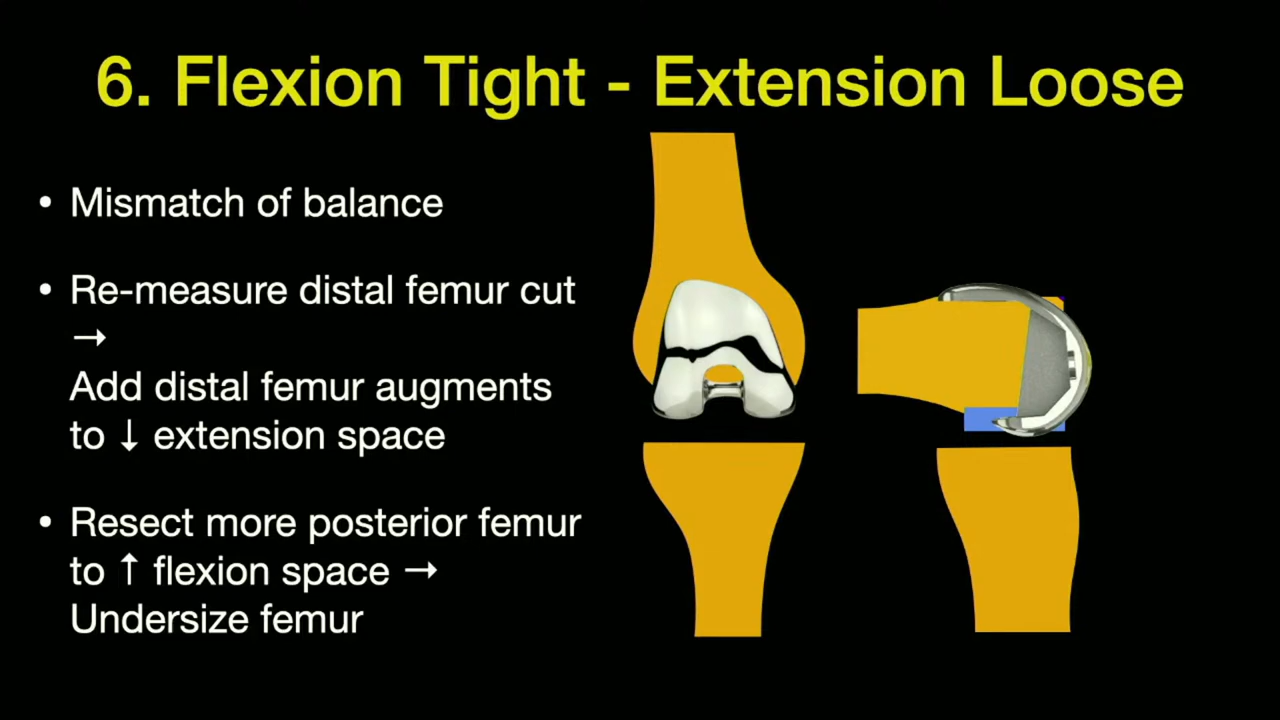 6. Flexion Tight - Extension Loose
• Mismatch of balance
• Re-measure distal femur cut
→
Add distal femur augments
to ↓ extension space
• Resect more posterior femur
to ↑ flexion space →
Undersize femur